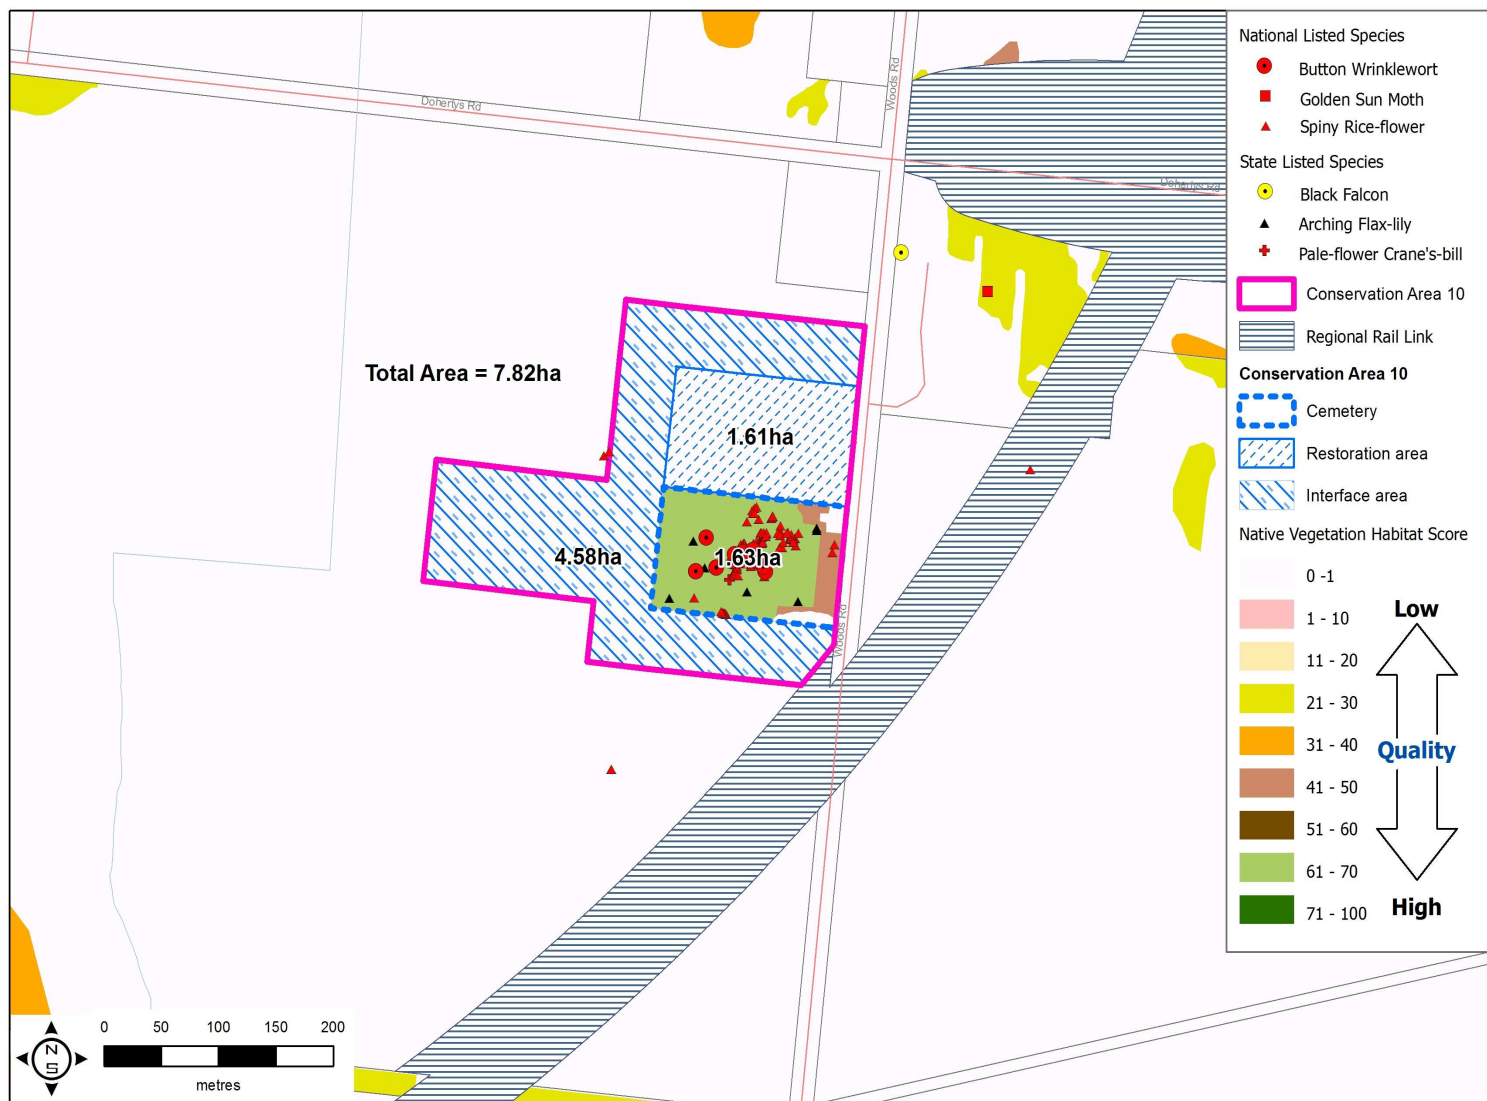 Dohertys Rd
Woods Rd
Dohertys Rd
Total Area = 7.82ha
1.61ha
4.58ha
1.63ha
Woods Rd
N
S
0 50 100 150 200
metres
National Listed Species
Button Wrinklewort
Golden Sun Moth
Spiny Rice-flower
State Listed Species
Black Falcon
Arching Flax-lily
Pale-flower Crane's-bill
Conservation Area 10
Regional Rail Link
Conservation Area 10
Cemetery
Restoration area
Interface area
Native Vegetation Habitat Score
0 -1
1 - 10
11 - 20
21 - 30
31 - 40
41 - 50
51 - 60
61 - 70
71 - 100
Low
Quality
High